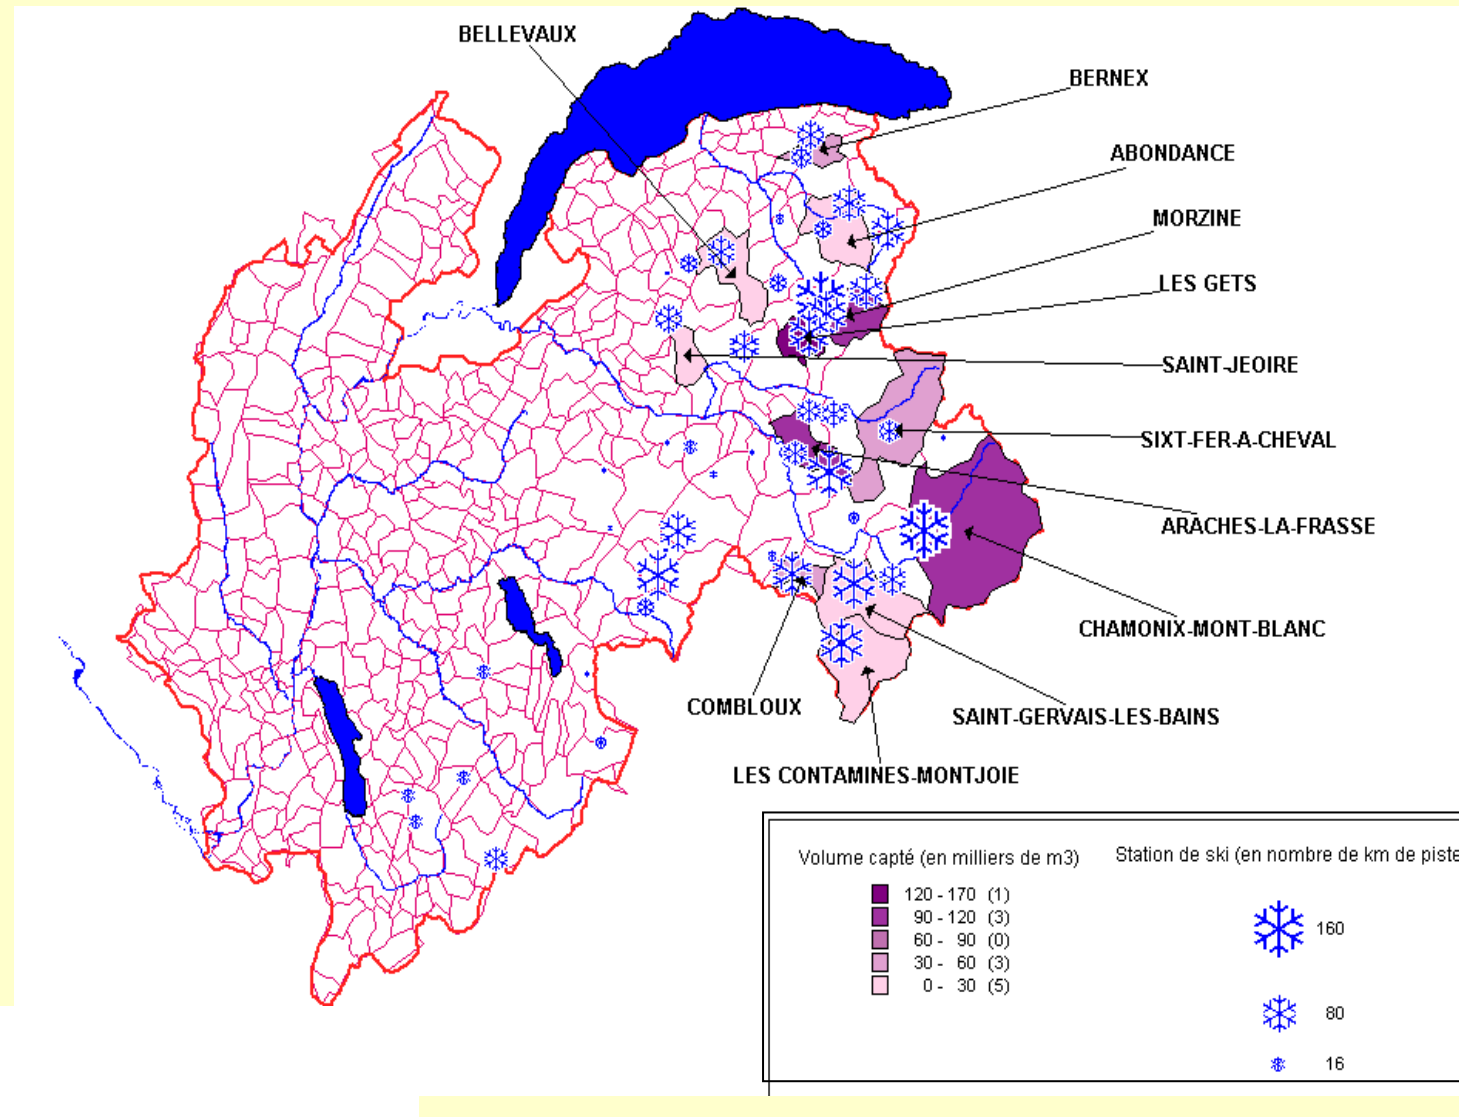 BELLEVAUX
BERNEX
ABONDANCE
MORZINE
LES GETS
SAINT-JEOIRE
SIXT-FER-A-CHEVAL
ARACHES-LA-FRASSE
CHAMONIX-MONT-BLANC
COMBLOUX
SAINT-GERVAIS-LES-BAINS
LES CONTAMINES-MONTJOIE
Volume capté (en milliers de m3)
120 - 170 (1)
90 - 120 (3)
60 - 90 (0)
30 - 60 (3)
0 - 30 (5)
Station de ski (en nombre de km de piste
160
80
16